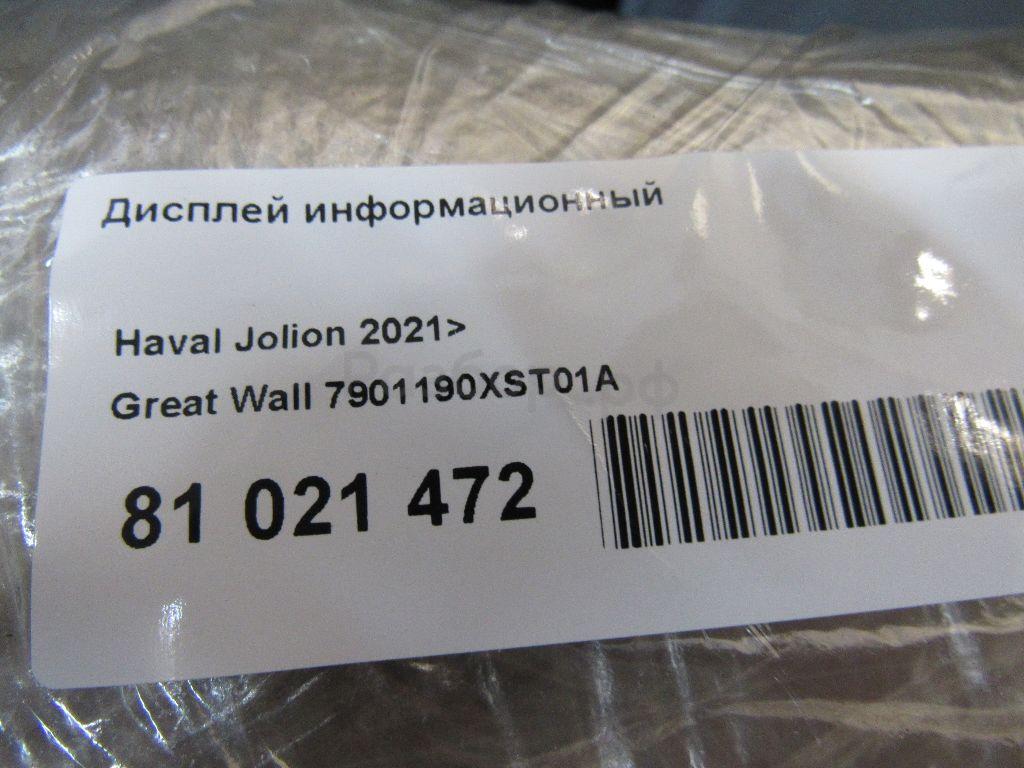 Дисплей информационный
Haval Jolion 2021>
Great Wall 7901190XST01A
81 021 472